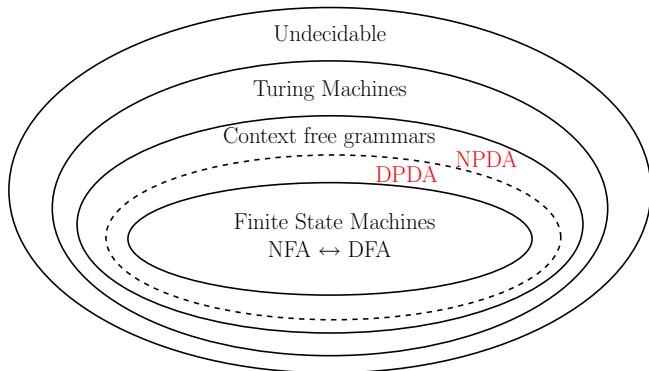 Undecidable
Turing Machines
Context free grammars
NPDA
DPDA
Finite State Machines
NFA ↔ DFA